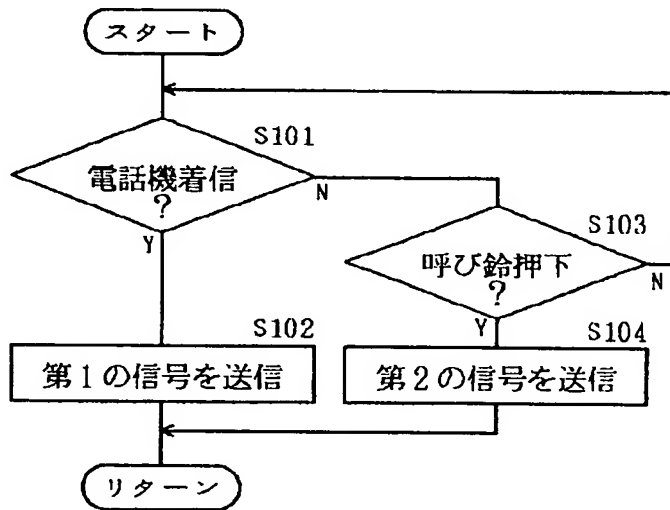 スタート
S101
電話機着信
?
N
Y
S103
呼び鈴押下
?
N
Y
S102
第1の信号を送信
S104
第2の信号を送信
リターン